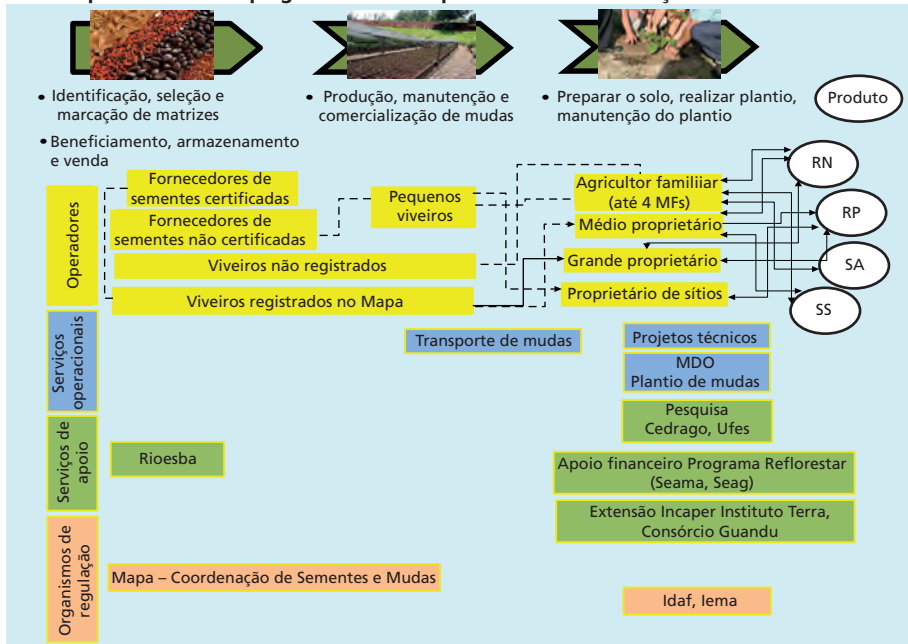 • Identificação, seleção e
marcação de matrizes
• Beneficiamento, armazenamento
e venda
• Produção, manutenção e
comercialização de mudas
• Preparar o solo, realizar plantio,
manutenção do plantio
Produto
Operadores
Fornecedores de
sementes certificadas
Fornecedores de
sementes não certificadas
Viveiros não registrados
Viveiros registrados no Mapa
Pequenos
viveiros
Agricultor familiiar
(até 4 MFs)
Médio proprietário
Grande proprietário
Proprietário de sítios
RN
RP
SA
SS
Serviços
operacionais
Transporte de mudas
Projetos técnicos
MDO
Plantio de mudas
Serviços de
apoio
Rioesba
Pesquisa
Cedrago, Ufes
Apoio financeiro Programa Reflorestar
(Seama, Seag)
Extensão Incaper Instituto Terra,
Consórcio Guandu
Organismos de
regulação
Mapa – Coordenação de Sementes e Mudas
Idaf, Iema